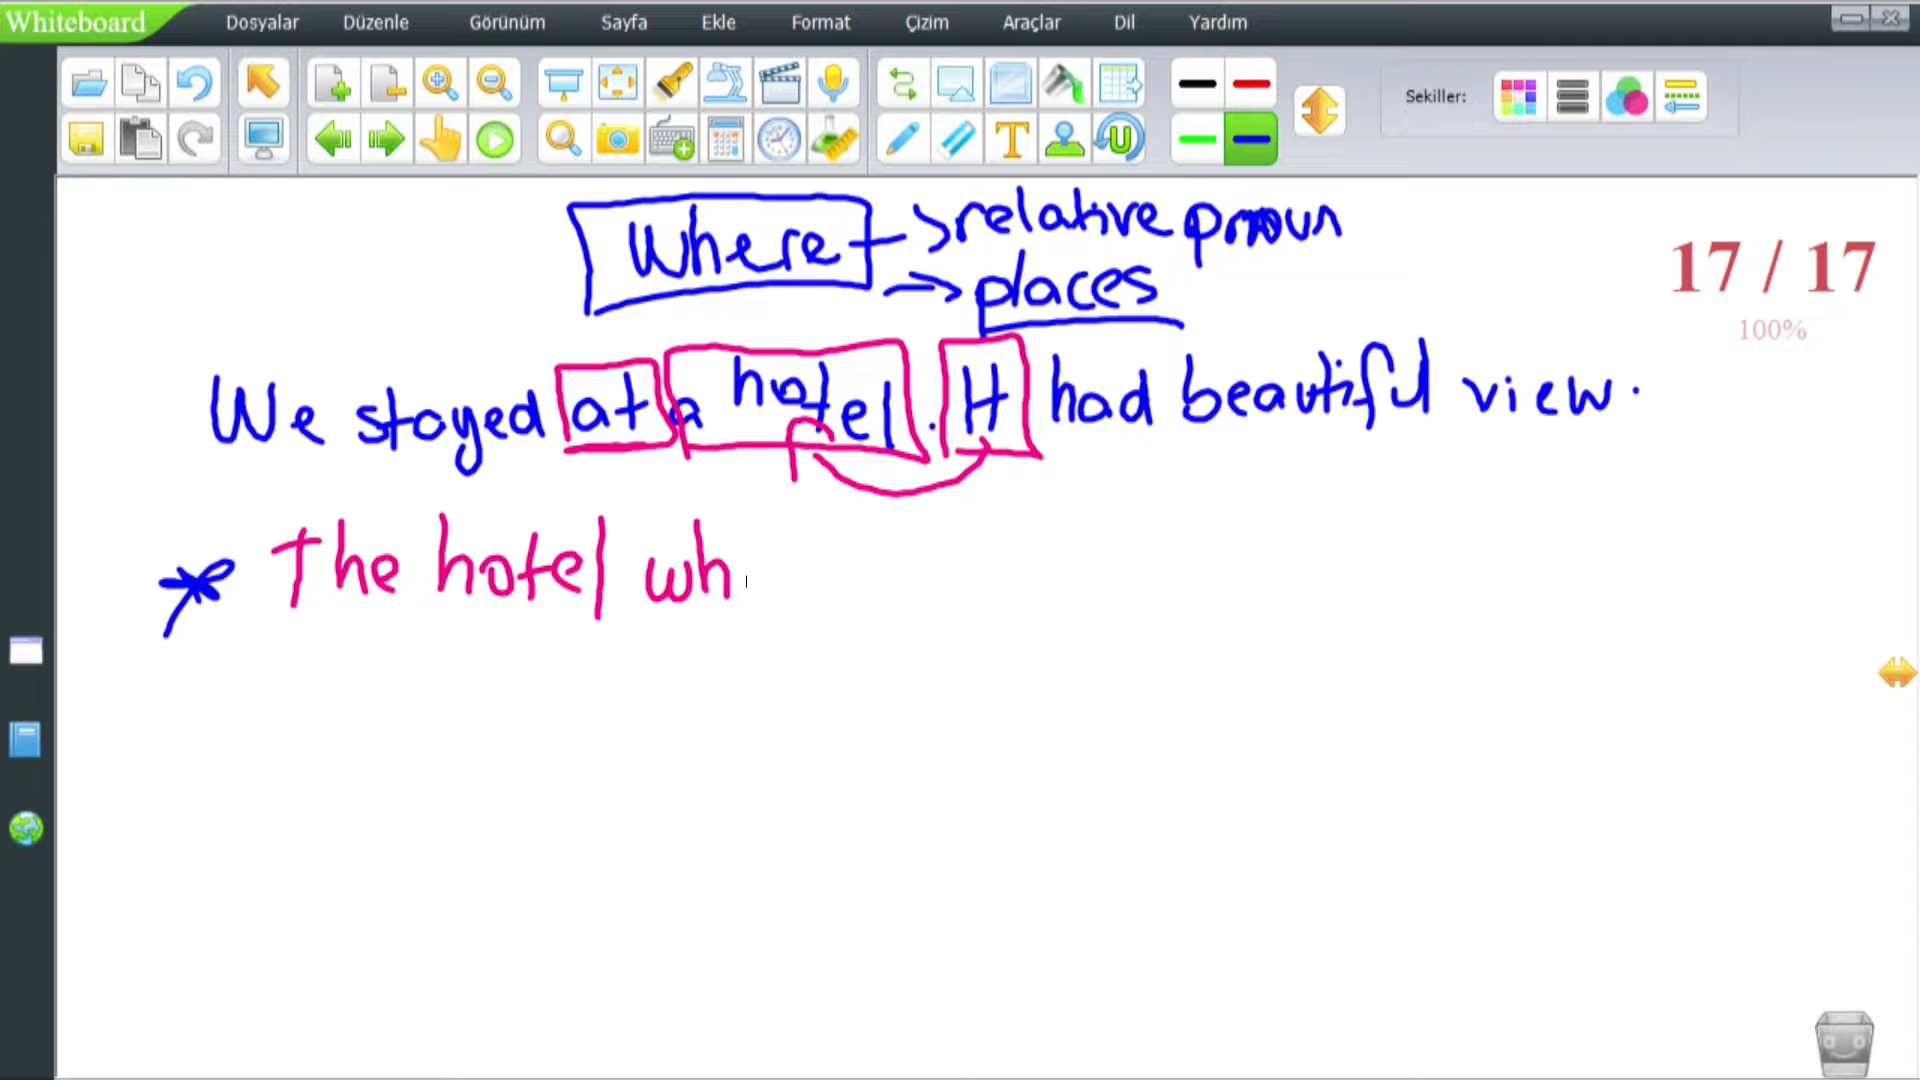 Whiteboard Dosyalar Düzenle Görünüm Sayfa Ekle Format Çizim Araçlar Dil Yardım
Sekiller:
Where → relative pronoun
→ places
17 / 17
100%
We stayed at a hotel. It had beautiful view.
* The hotel wh